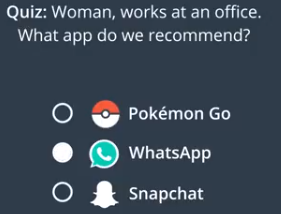 Quiz: Woman, works at an office.
What app do we recommend?
Pokémon Go
WhatsApp
Snapchat